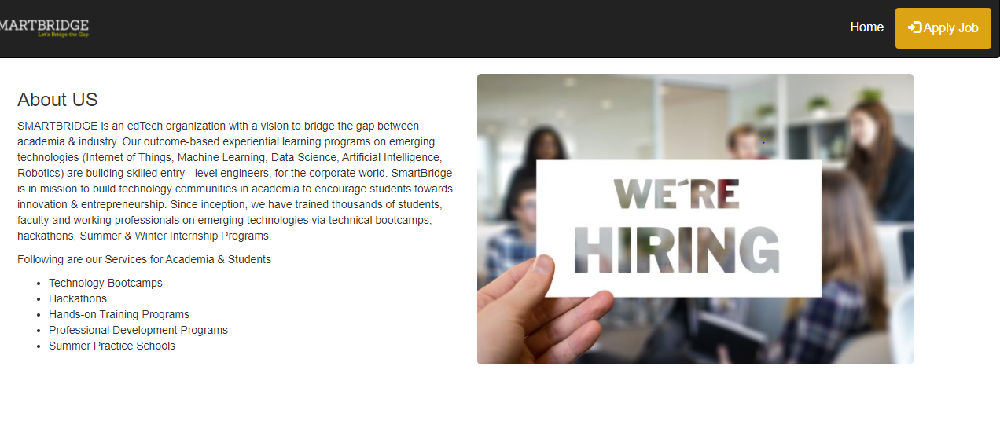 MARTBRIDGE
Let's Bridge the Gap
Home
Apply Job
About US
SMARTBRIDGE is an edTech organization with a vision to bridge the gap between
academia & industry. Our outcome-based experiential learning programs on emerging
technologies (Internet of Things, Machine Learning, Data Science, Artificial Intelligence,
Robotics) are building skilled entry - level engineers, for the corporate world. SmartBridge
is in mission to build technology communities in academia to encourage students towards
innovation & entrepreneurship. Since inception, we have trained thousands of students,
faculty and working professionals on emerging technologies via technical bootcamps,
hackathons, Summer & Winter Internship Programs.
Following are our Services for Academia & Students
• Technology Bootcamps
• Hackathons
• Hands-on Training Programs
• Professional Development Programs
• Summer Practice Schools
WE´RE
HIRING